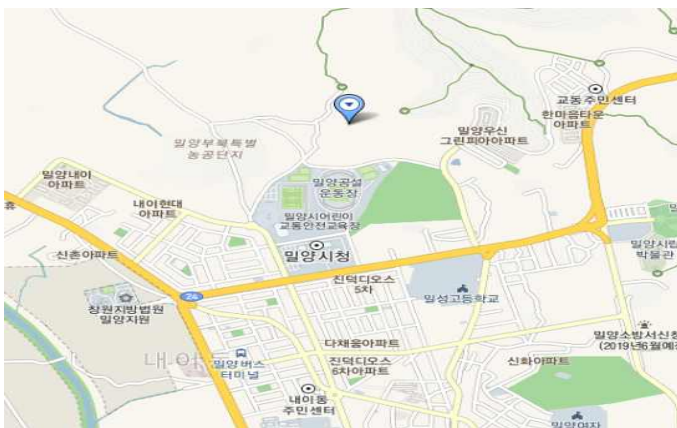 교동주민센터
한마음타운
아파트
밀양우신
그린피아아파트
밀양부북특별
농공단지
밀양내이
아파트
밀양공설
운동장
내이현대
아파트
휴
밀양시어린이
교통안전교육장
밀양시청
밀양시립
박물관
신촌아파트
진덕디오스
5차
24
밀성고등학교
창원지방법원
밀양지원
다채움아파트
밀양소방서신청
(2019년6월예정
내이
밀양버스
터미널
진덕디오스
6차아파트
신화아파트
내이동
주민센터
밀양여자